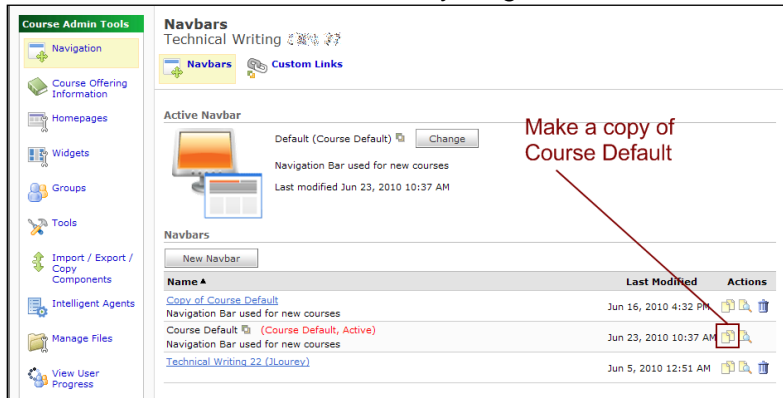 Course Admin Tools
Navigation
Course Offering
Information
Homepages
Widgets
Groups
Tools
Import / Export /
Copy
Components
Intelligent Agents
Manage Files
View User
Progress
Navbars
Technical Writing
Navbars
Custom Links
Active Navbar
Default (Course Default)
Change
Navigation Bar used for new courses
Last modified Jun 23, 2010 10:37 AM
Make a copy of
Course Default
Navbars
New Navbar
Name Last Modified Actions
Copy of Course Default
Navigation Bar used for new courses
Jun 16, 2010 4:32 PM
Course Default (Course Default, Active)
Navigation Bar used for new courses
Jun 23, 2010 10:37 AM
Technical Writing 22 (JLourey)
Jun 5, 2010 12:51 AM